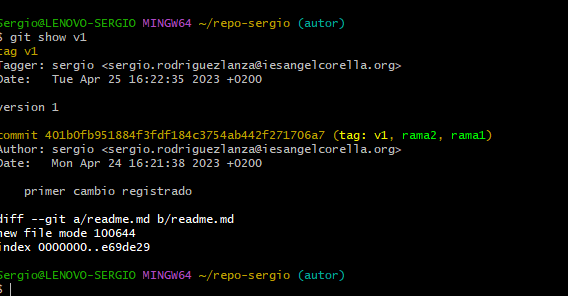 Sergio@LENOVO-SERGIO MINGW64 ~/repo-sergio (autor)
$ git show v1
tag v1
Tagger: sergio <sergio.rodriguezlanza@iesangelcorella.org>
Date:   Tue Apr 25 16:22:35 2023 +0200

version 1

commit 401b0fb951884f3fdf184c3754ab442f271706a7 (tag: v1, rama2, rama1)
Author: sergio <sergio.rodriguezlanza@iesangelcorella.org>
Date:   Mon Apr 24 16:21:38 2023 +0200

    primer cambio registrado

diff --git a/readme.md b/readme.md
new file mode 100644
index 0000000..e69de29

Sergio@LENOVO-SERGIO MINGW64 ~/repo-sergio (autor)
$